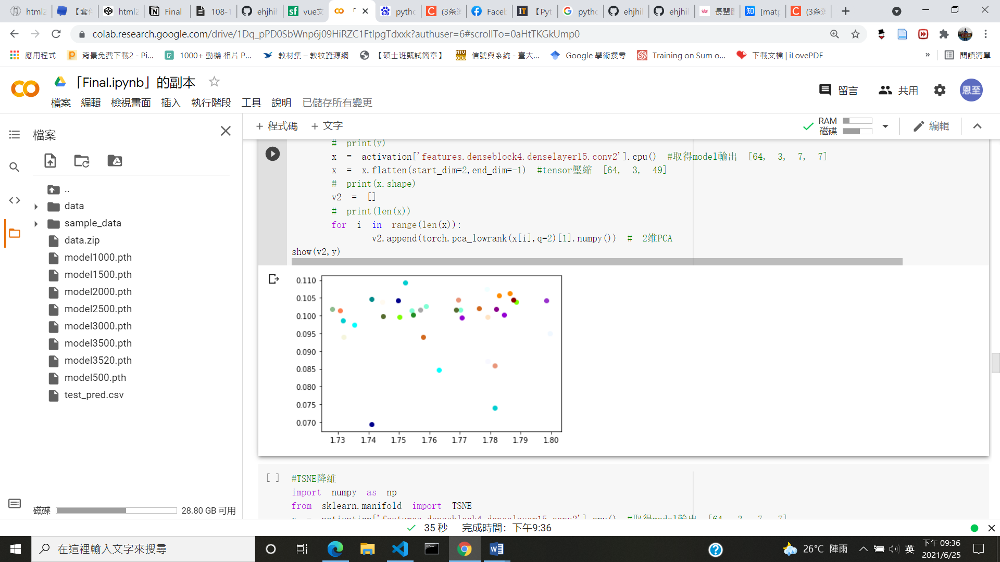 html2
【套件
html2
Final
108-1
ehjhih
vue文
「
pytho
(3条消
Faceb
【Pyt
pytho
ehjhil
ehjhil
長輩
[matp
(3条消
colab.research.google.com/drive/1Dq_pPD0SbWnp6j09HiRZC1FtIpgTdxxk?authuser=6#scrollTo=0aHtTKGkUmp0
應用程式
背景免費下載2 - Pi...
1000+ 動機 相片 P...
教材集 – 教牧資源網
【碩士班甄試簡章】
信號與系統 - 臺大...
Google 學術搜尋
Training on Sum o...
下載文檔 | iLovePDF
»
閱讀清單
「Final.ipynb」的副本
檔案 編輯 檢視畫面 插入 執行階段 工具 說明 已儲存所有變更
留言
共用
恩至
檔案
+ 程式碼 + 文字
RAM
磁碟
編輯
..
data
sample_data
data.zip
model1000.pth
model1500.pth
model2000.pth
model2500.pth
model3000.pth
model3500.pth
model3520.pth
model500.pth
test_pred.csv
磁碟 28.80 GB 可用
# print(y)
x = activation['features.denseblock4.denselayer15.conv2'].cpu() #取得model輸出 [64, 3, 7, 7]
x = x.flatten(start_dim=2,end_dim=-1) #tensor壓縮 [64, 3, 49]
# print(x.shape)
v2 = []
# print(len(x))
for i in range(len(x)):
v2.append(torch.pca_lowrank(x[i],q=2)[1].numpy()) # 2维PCA
show(v2,y)
0.110
0.105
0.100
0.095
0.090
0.085
0.080
0.075
0.070
1.73 1.74 1.75 1.76 1.77 1.78 1.79 1.80
[ ]
#TSNE降維
import numpy as np
from sklearn.manifold import TSNE
x = activation['features.denseblock4.denselayer15.conv2'].cpu() #取得model輸出 [64, 3, 7, 7]
35 秒 完成時間: 下午9:36
在這裡輸入文字來搜尋
26°C 陣雨
英
下午 09:36
2021/6/25